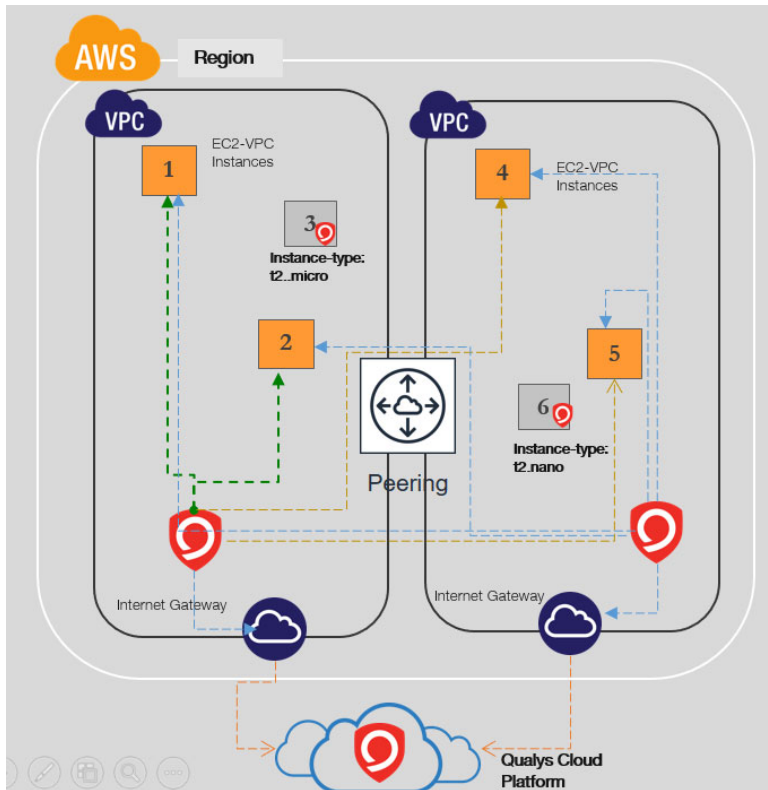 AWS
Region
VPC
VPC
EC2-VPC
Instances
1
EC2-VPC
Instances
4
3
Instance-type:
t2..micro
2
5
6
Instance-type:
t2.nano
Peering
Internet Gateway
Internet Gateway
Qualys Cloud
Platform